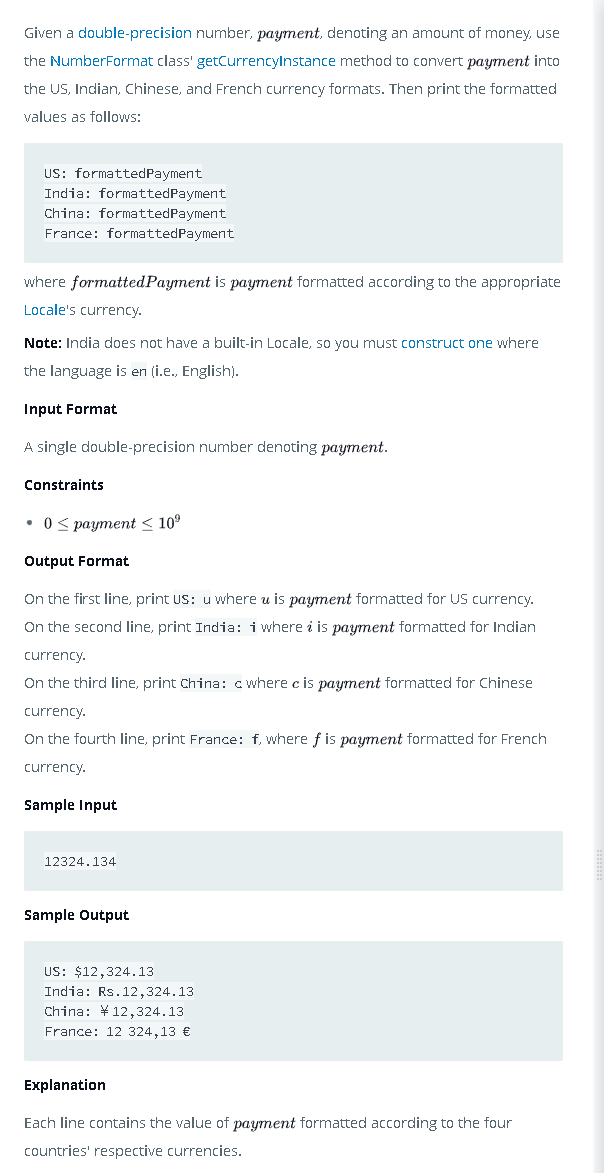 Given a double-precision number, payment, denoting an amount of money, use
the NumberFormat class' getCurrencyInstance method to convert payment into
the US, Indian, Chinese, and French currency formats. Then print the formatted
values as follows:
US: formattedPayment
India: formattedPayment
China: formattedPayment
France: formattedPayment
where formattedPayment is payment formatted according to the appropriate
Locale's currency.
Note: India does not have a built-in Locale, so you must construct one where
the language is en (i.e., English).
Input Format
A single double-precision number denoting payment.
Constraints
• 0 ≤ payment ≤ 10⁹
Output Format
On the first line, print US: u where u is payment formatted for US currency.
On the second line, print India: i where i is payment formatted for Indian
currency.
On the third line, print China: c where c is payment formatted for Chinese
currency.
On the fourth line, print France: f, where f is payment formatted for French
currency.
Sample Input
12324.134
Sample Output
US: $12,324.13
India: Rs.12,324.13
China: ￥12,324.13
France: 12 324,13 €
Explanation
Each line contains the value of payment formatted according to the four
countries' respective currencies.